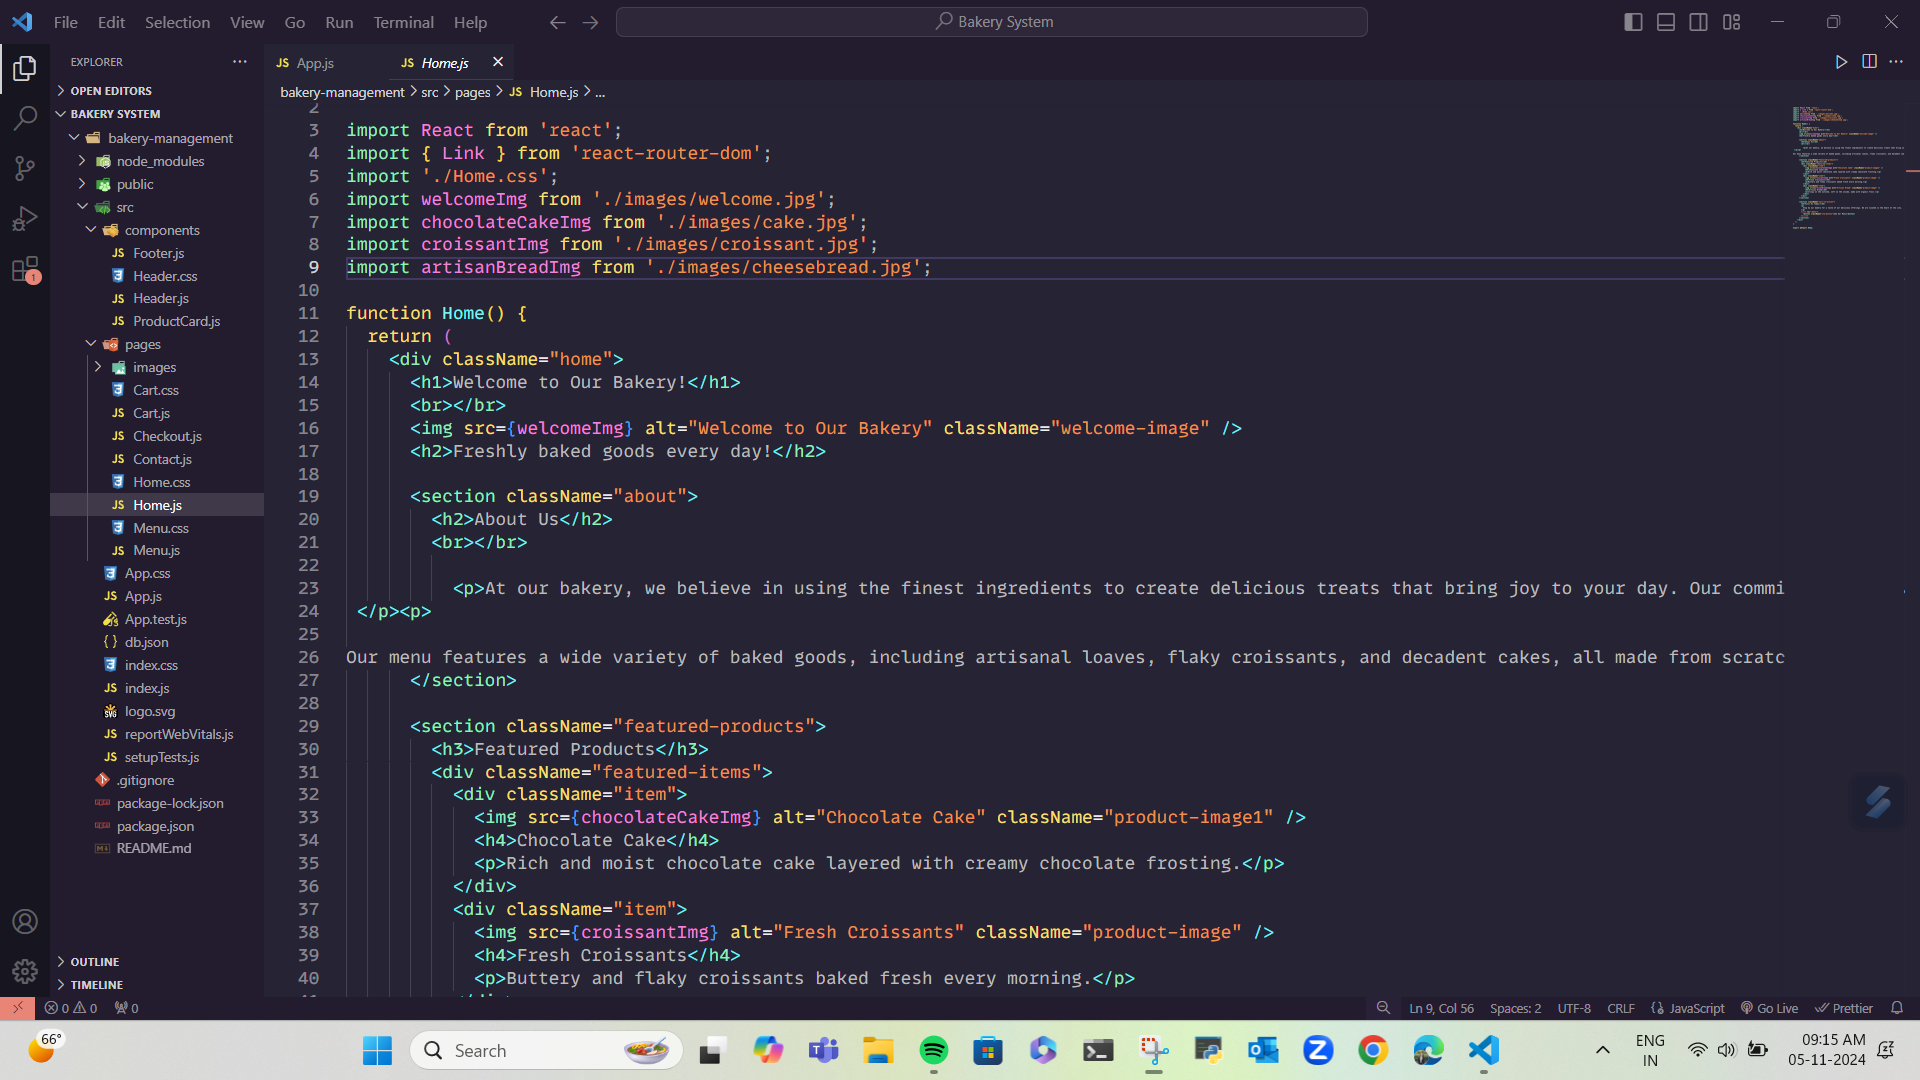 File Edit Selection View Go Run Terminal Help
Bakery System
EXPLORER
OPEN EDITORS
BAKERY SYSTEM
bakery-management
node_modules
public
src
components
Footer.js
Header.css
Header.js
ProductCard.js
pages
images
Cart.css
Cart.js
Checkout.js
Contact.js
Home.css
Home.js
Menu.css
Menu.js
App.css
App.js
App.test.js
db.json
index.css
index.js
logo.svg
reportWebVitals.js
setupTests.js
.gitignore
package-lock.json
package.json
README.md
OUTLINE
TIMELINE
1
JS App.js JS Home.js
bakery-management > src > pages > JS Home.js > ...
2
3 import React from 'react';
4 import { Link } from 'react-router-dom';
5 import './Home.css';
6 import welcomeImg from './images/welcome.jpg';
7 import chocolateCakeImg from './images/cake.jpg';
8 import croissantImg from './images/croissant.jpg';
9 import artisanBreadImg from './images/cheesebread.jpg';
10
11 function Home() {
12 return (
13 <div className="home">
14 <h1>Welcome to Our Bakery!</h1>
15 <br></br>
16 <img src={welcomeImg} alt="Welcome to Our Bakery" className="welcome-image" />
17 <h2>Freshly baked goods every day!</h2>
18
19 <section className="about">
20 <h2>About Us</h2>
21 <br></br>
22
23 <p>At our bakery, we believe in using the finest ingredients to create delicious treats that bring joy to your day. Our commi
24 </p><p>
25
26 Our menu features a wide variety of baked goods, including artisanal loaves, flaky croissants, and decadent cakes, all made from scratc
27 </section>
28
29 <section className="featured-products">
30 <h3>Featured Products</h3>
31 <div className="featured-items">
32 <div className="item">
33 <img src={chocolateCakeImg} alt="Chocolate Cake" className="product-image1" />
34 <h4>Chocolate Cake</h4>
35 <p>Rich and moist chocolate cake layered with creamy chocolate frosting.</p>
36 </div>
37 <div className="item">
38 <img src={croissantImg} alt="Fresh Croissants" className="product-image" />
39 <h4>Fresh Croissants</h4>
40 <p>Buttery and flaky croissants baked fresh every morning.</p>
0 0 0
Ln 9, Col 56 Spaces: 2 UTF-8 CRLF {} JavaScript Go Live Prettier
66°
Search
ENG
IN
09:15 AM
05-11-2024